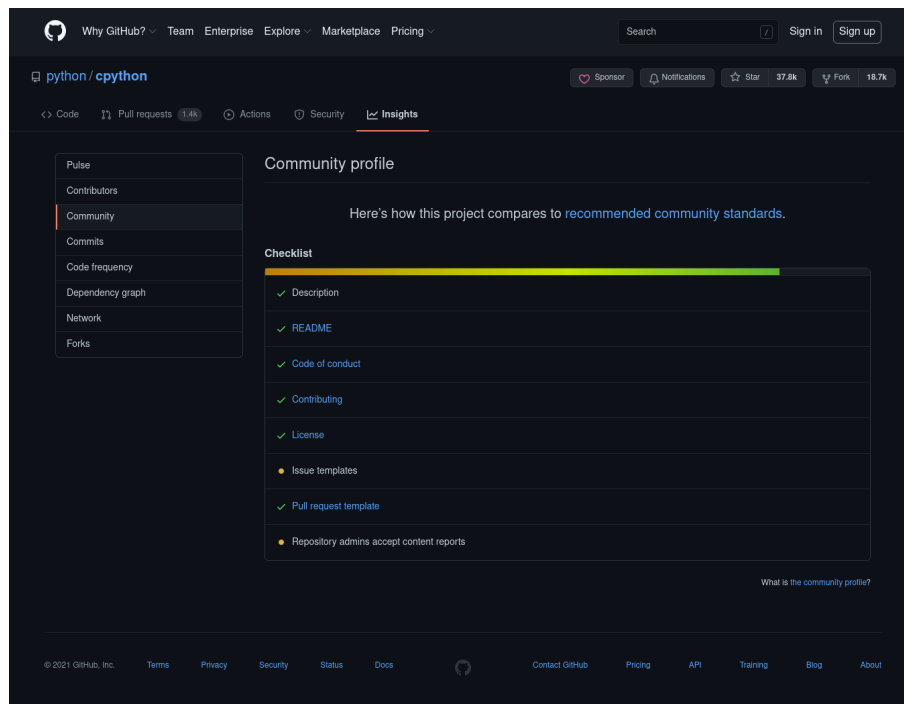 Why GitHub? Team Enterprise Explore Marketplace Pricing Search / Sign in Sign up
python / cpython Sponsor Notifications Star 37.8k Fork 18.7k
<> Code Pull requests 1.4k Actions Security Insights
Pulse
Contributors
Community
Commits
Code frequency
Dependency graph
Network
Forks
Community profile
Here's how this project compares to recommended community standards.
Checklist
Description
README
Code of conduct
Contributing
License
Issue templates
Pull request template
Repository admins accept content reports
What is the community profile?
© 2021 GitHub, Inc. Terms Privacy Security Status Docs Contact GitHub Pricing API Training Blog About